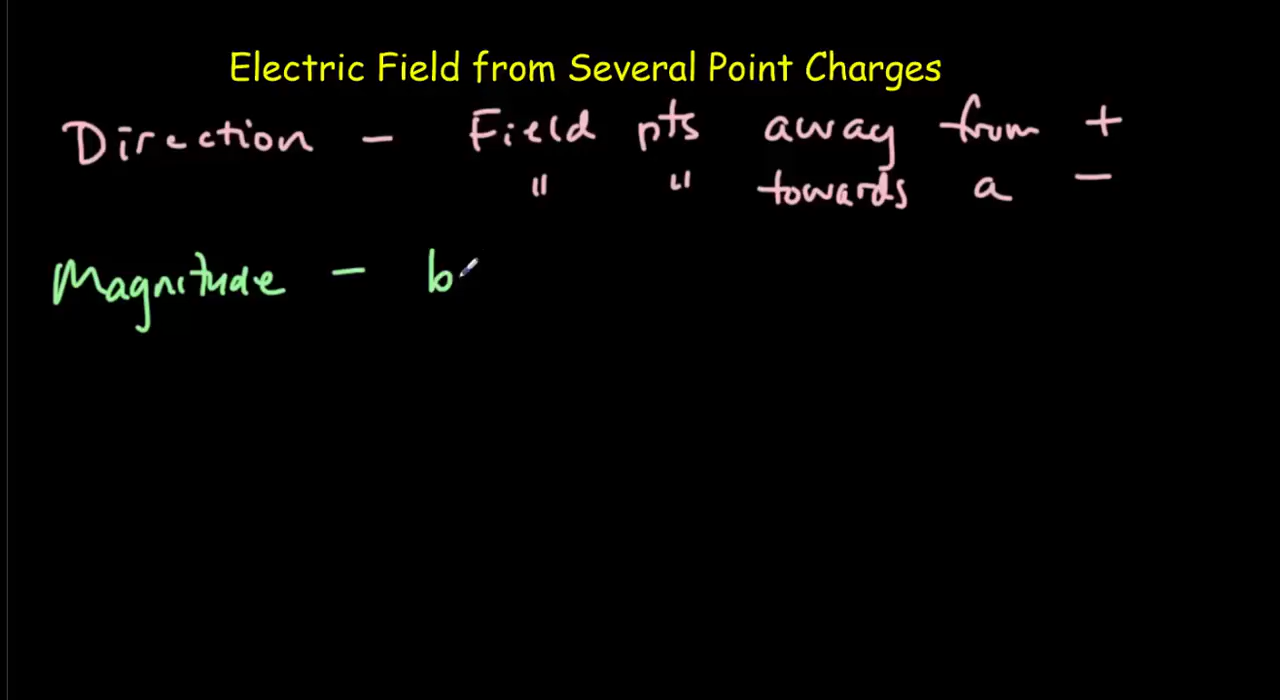 Electric Field from Several Point Charges
Direction - Field pts away from +
" " towards a -
Magnitude - b